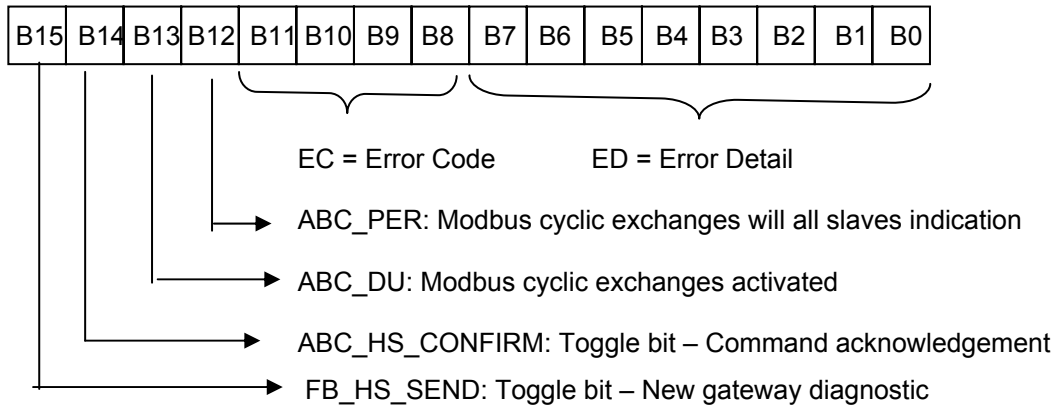 B15 B14 B13 B12 B11 B10 B9 B8 B7 B6 B5 B4 B3 B2 B1 B0
EC = Error Code ED = Error Detail
ABC_PER: Modbus cyclic exchanges will all slaves indication
ABC_DU: Modbus cyclic exchanges activated
ABC_HS_CONFIRM: Toggle bit – Command acknowledgement
FB_HS_SEND: Toggle bit – New gateway diagnostic